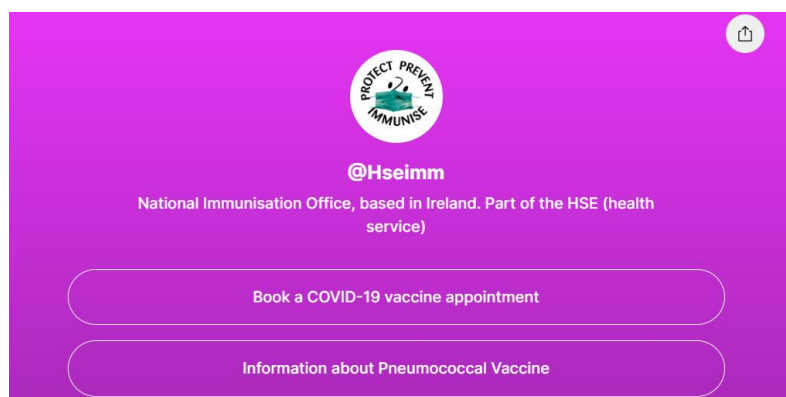 PROTECT PREVENT
IMMUNISE
@Hseimm
National Immunisation Office, based in Ireland. Part of the HSE (health
service)
Book a COVID-19 vaccine appointment
Information about Pneumococcal Vaccine